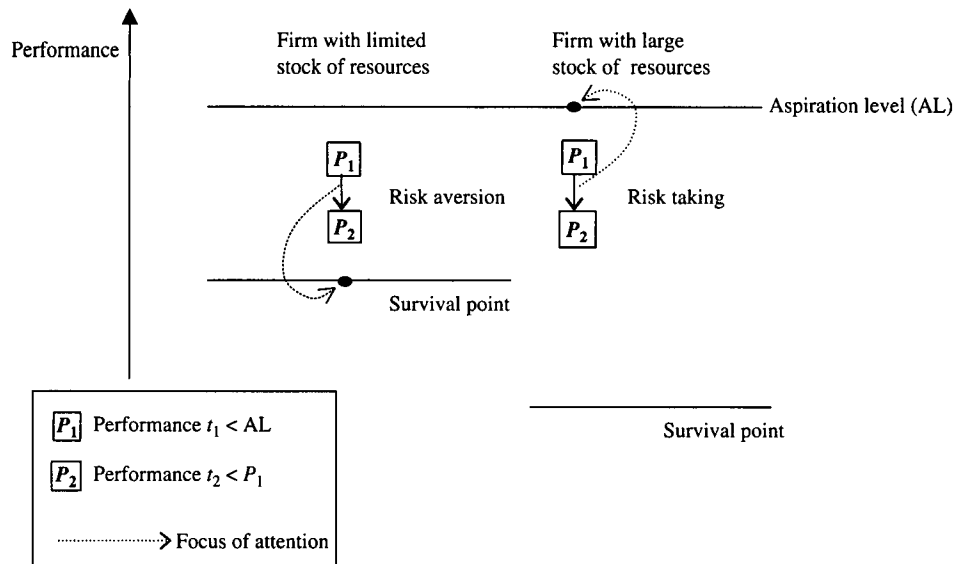 Performance
Firm with limited
stock of resources
Firm with large
stock of resources
Aspiration level (AL)
P1
P1
Risk aversion
Risk taking
P2
P2
Survival point
Survival point
P1 Performance t1 < AL
P2 Performance t2 < P1
Focus of attention